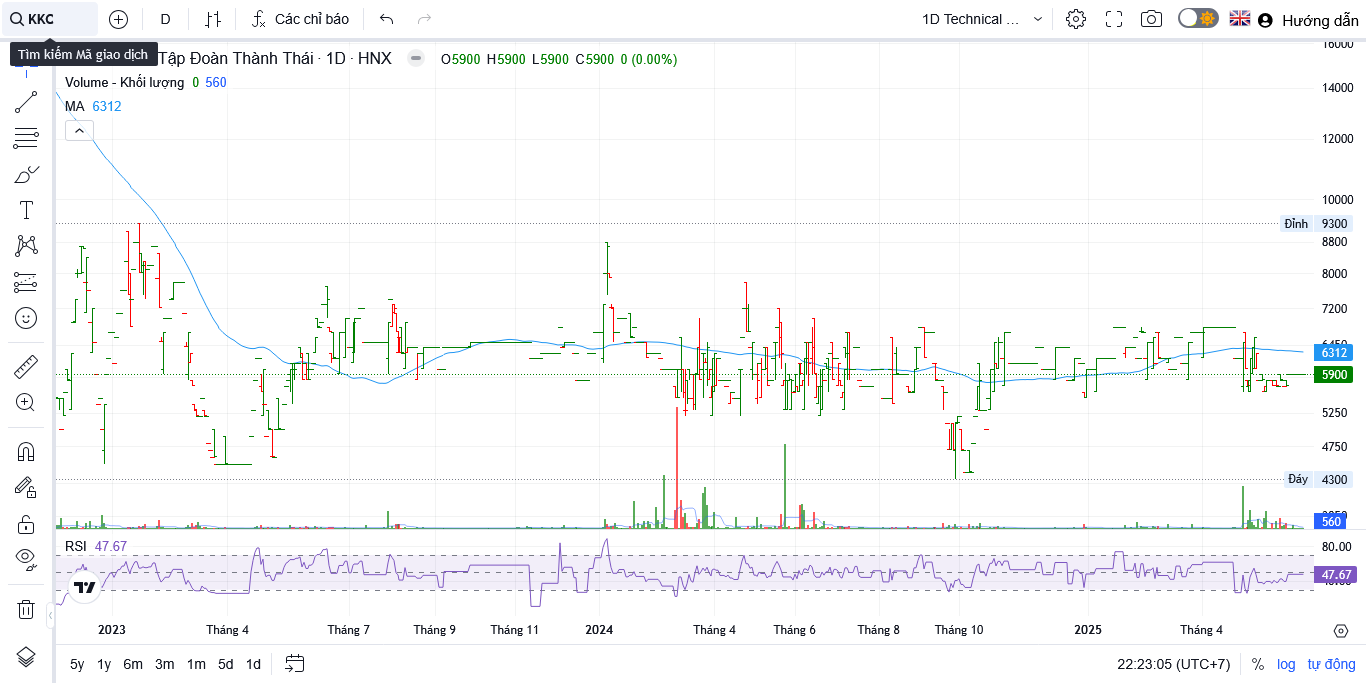 KKC
D
Các chỉ báo
1D Technical ...
Hướng dẫn
Tìm kiếm Mã giao dịch
Tập Đoàn Thành Thái · 1D · HNX
O5900 H5900 L5900 C5900 0 (0.00%)
Volume - Khối lượng 0 560
MA 6312
16000
14000
12000
10000
Đỉnh 9300
8800
8000
7200
6312
5900
5250
4750
Đáy 4300
560
RSI 47.67
80.00
47.67
2023 Tháng 4 Tháng 7 Tháng 9 Tháng 11 2024 Tháng 4 Tháng 6 Tháng 8 Tháng 10 2025 Tháng 4
5y 1y 6m 3m 1m 5d 1d
22:23:05 (UTC+7) % log tự động